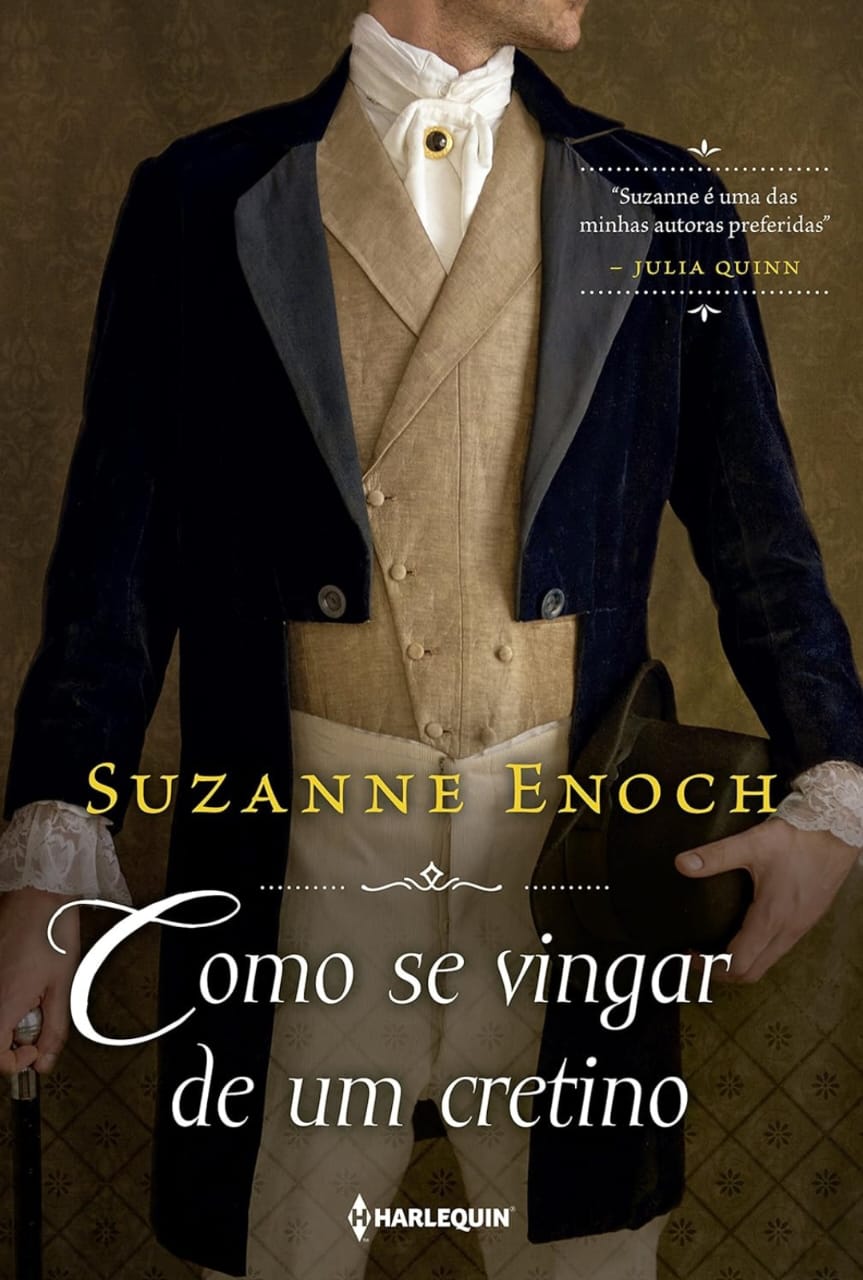 “Suzanne é uma das
minhas autoras preferidas”
– JULIA QUINN
SUZANNE ENOCH
Como se vingar
de um cretino
HARLEQUIN